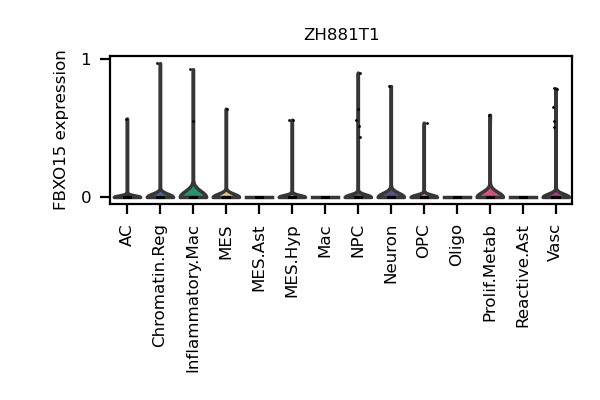 ZH881T1
FBXO15 expression
1
0
AC
Chromatin.Reg
Inflammatory.Mac
MES
MES.Ast
MES.Hyp
Mac
NPC
Neuron
OPC
Oligo
Prolif.Metab
Reactive.Ast
Vasc